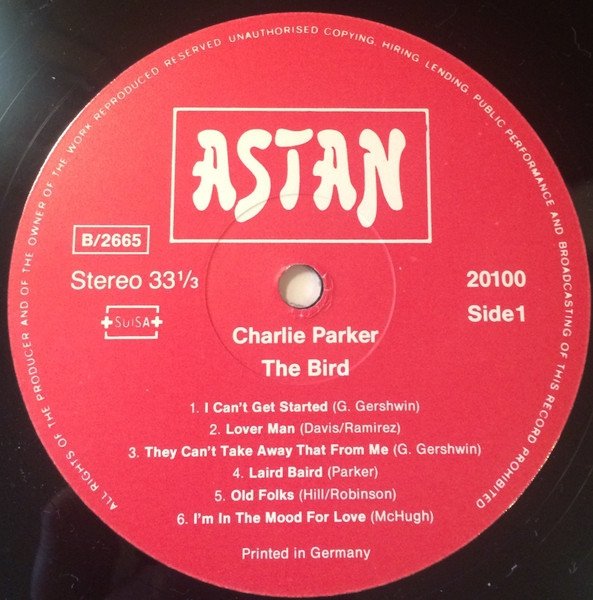 ALL RIGHTS OF THE PRODUCER AND OF THE OWNER OF THE WORK REPRODUCED RESERVED UNAUTHORISED COPYING, HIRING, LENDING, PUBLIC PERFORMANCE AND BROADCASTING OF THIS RECORD PROHIBITED
ASTAN
B/2665
Stereo 33⅓
20100
SUISA
Side1
Charlie Parker
The Bird
1. I Can't Get Started (G. Gershwin)
2. Lover Man (Davis/Ramirez)
3. They Can't Take Away That From Me (G. Gershwin)
4. Laird Baird (Parker)
5. Old Folks (Hill/Robinson)
6. I'm In The Mood For Love (McHugh)
Printed in Germany